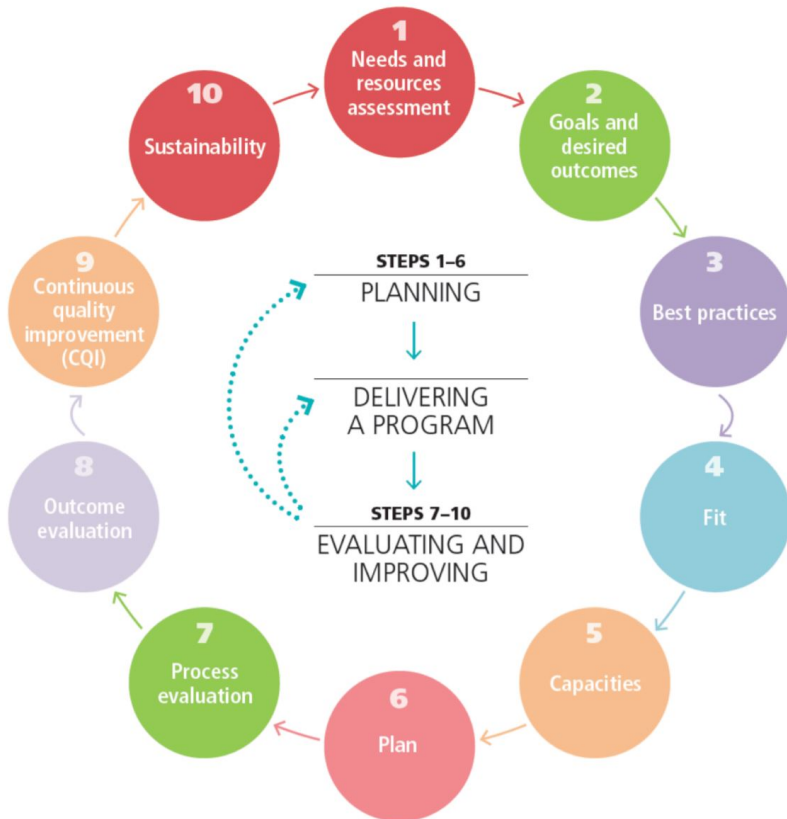 1
Needs and
resources
assessment
2
Goals and
desired
outcomes
3
Best practices
4
Fit
5
Capacities
6
Plan
7
Process
evaluation
8
Outcome
evaluation
9
Continuous
quality
improvement
(CQI)
10
Sustainability
STEPS 1–6
PLANNING
DELIVERING
A PROGRAM
STEPS 7–10
EVALUATING AND
IMPROVING